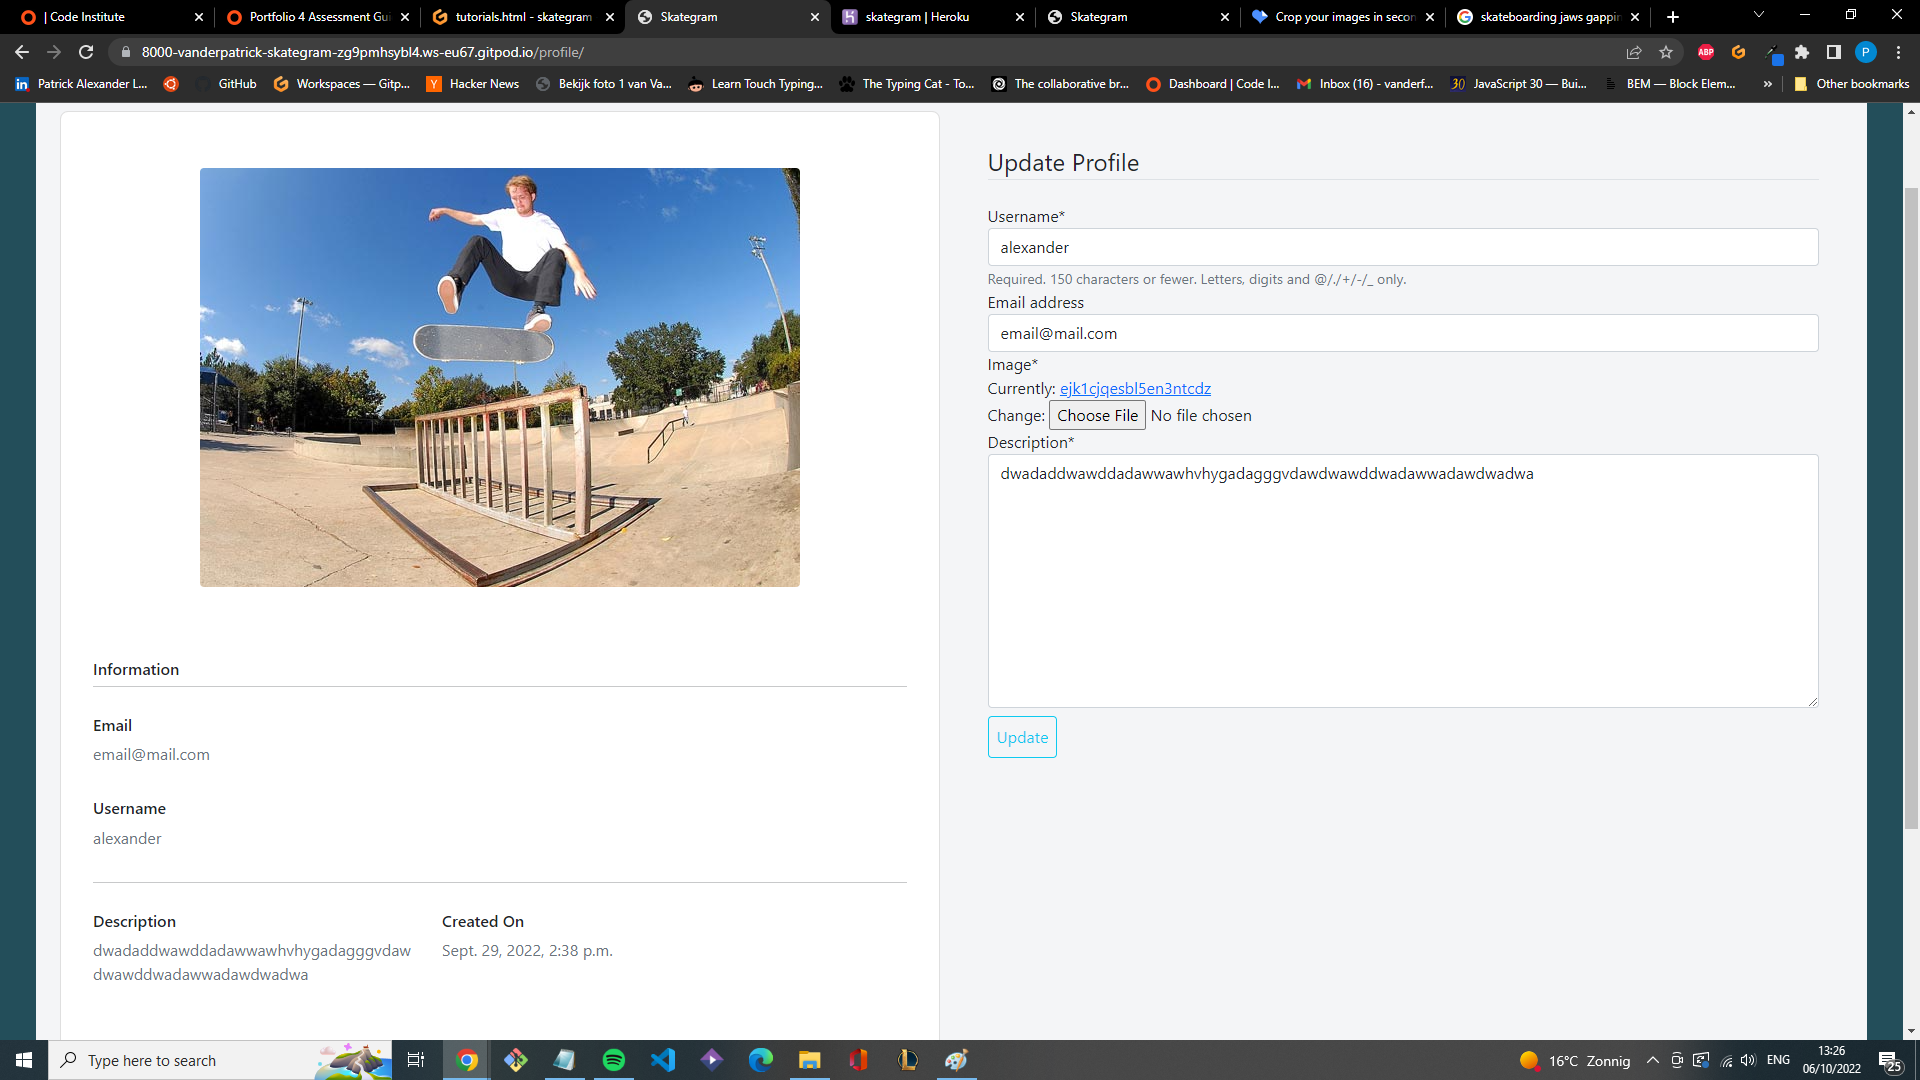 | Code Institute
Portfolio 4 Assessment Gui
tutorials.html - skategram
Skategram
skategram | Heroku
Skategram
Crop your images in secon
skateboarding jaws gappin
8000-vanderpatrick-skategram-zg9pmhsybl4.ws-eu67.gitpod.io/profile/
ABP
P
Patrick Alexander L...
GitHub
Workspaces — Gitp...
Hacker News
Bekijk foto 1 van Va...
Learn Touch Typing...
The Typing Cat - To...
The collaborative br...
Dashboard | Code I...
Inbox (16) - vanderf...
30
JavaScript 30 — Bui...
BEM — Block Elem...
»
Other bookmarks
Update Profile
Username*
alexander
Required. 150 characters or fewer. Letters, digits and @/./+/-/_ only.
Email address
email@mail.com
Image*
Currently: ejk1cjqesbl5en3ntcdz
Change: Choose File No file chosen
Description*
dwadaddwawddadawwawhvhygadagggvdawdwawddwadawwadawdwadwa
Update
Information
Email
email@mail.com
Username
alexander
Description
Created On
dwadaddwawddadawwawhvhygadagggvdaw
dwawddwadawwadawdwadwa
Sept. 29, 2022, 2:38 p.m.
Type here to search
16°C Zonnig
ENG
13:26
06/10/2022
25